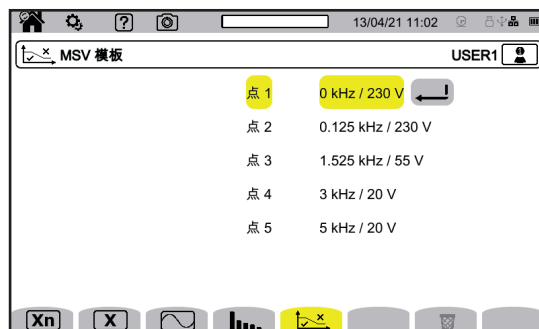 13/04/21 11:02
MSV 模板 USER1
点 1 0 kHz / 230 V
点 2 0.125 kHz / 230 V
点 3 1.525 kHz / 55 V
点 4 3 kHz / 20 V
点 5 5 kHz / 20 V
Xn X